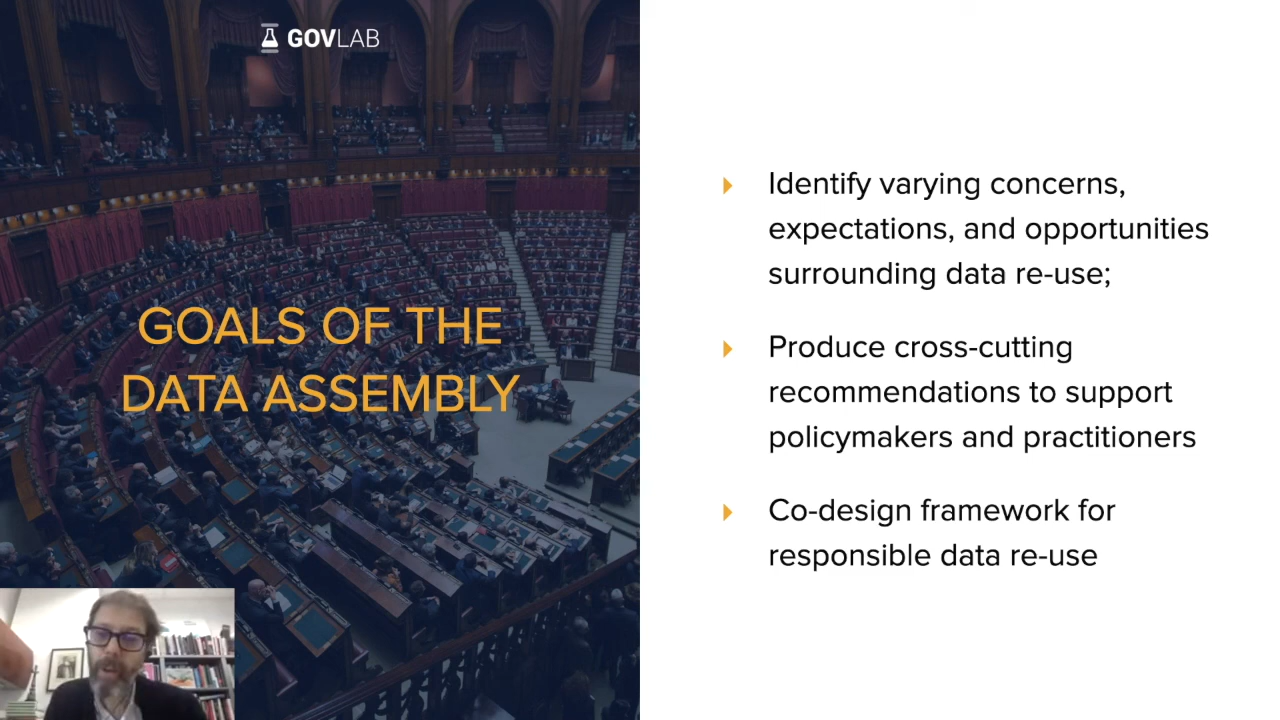 GOVLAB
GOALS OF THE
DATA ASSEMBLY
Identify varying concerns,
expectations, and opportunities
surrounding data re-use;
Produce cross-cutting
recommendations to support
policymakers and practitioners
Co-design framework for
responsible data re-use